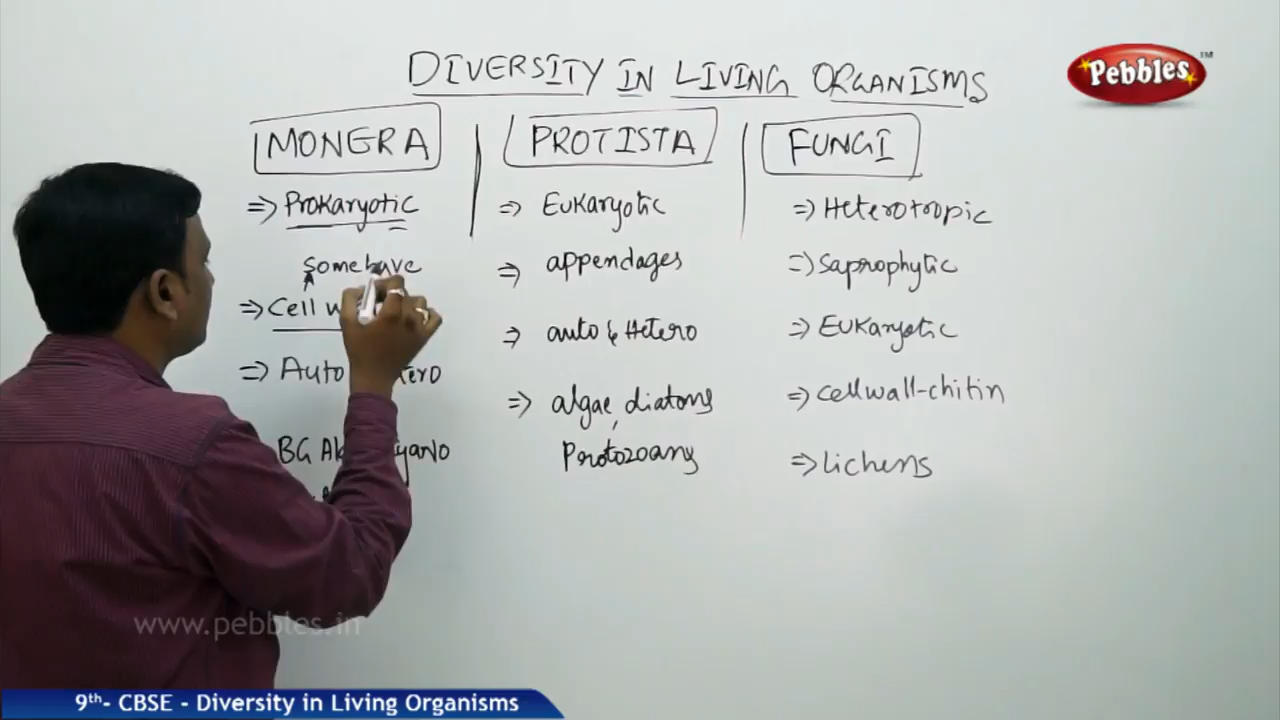 DIVERSITY IN LIVING ORGANISMS
Pebbles™
MONERA
⇒ Prokaryotic
some have
⇒ Cell
⇒ Auto
BG
PROTISTA
⇒ Eukaryotic
⇒ appendages
⇒ auto & Hetero
⇒ algae, diatoms
Protozoans
FUNGI
⇒ Heterotropic
⇒ Saprophytic
⇒ Eukaryotic
⇒ Cellwall-chitin
⇒ Lichens
www.pebbles.in
9th- CBSE - Diversity in Living Organisms